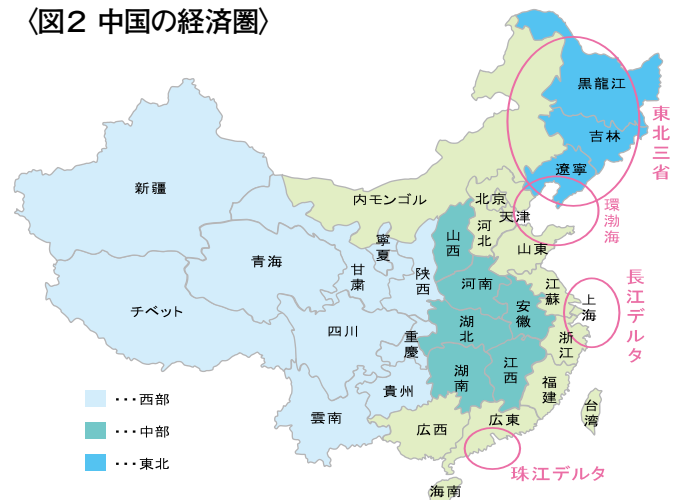 〈図2 中国の経済圏〉
黒龍江
吉林
遼寧
東北三省
新疆
内モンゴル
北京
天津
環渤海
河北
山西
山東
寧夏
青海
甘粛
陝西
河南
江蘇
上海
長江デルタ
チベット
安徽
四川
湖北
浙江
重慶
湖南
江西
貴州
福建
雲南
広西
広東
台湾
珠江デルタ
海南
・・・西部
・・・中部
・・・東北